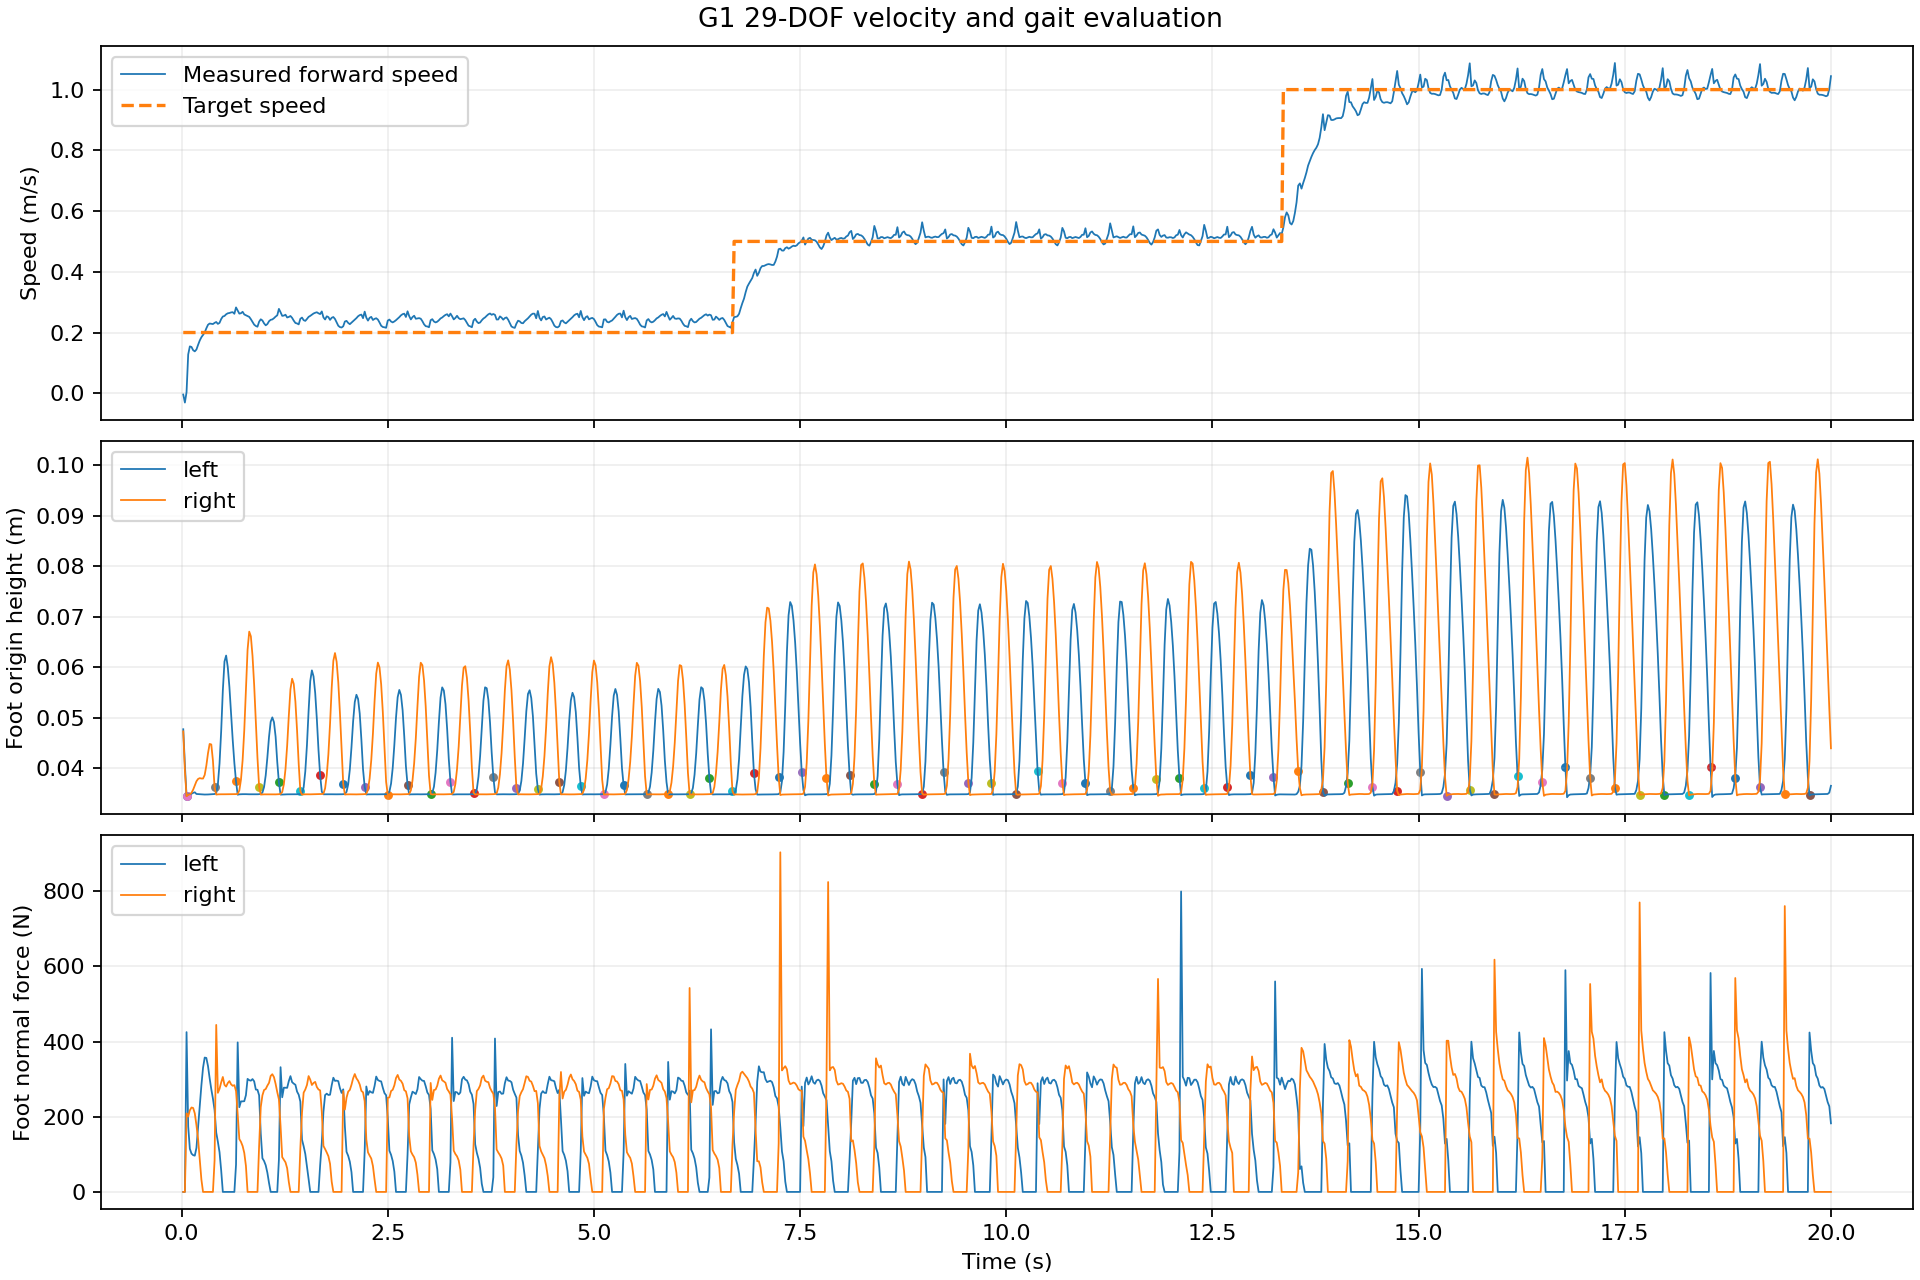 G1 29-DOF velocity and gait evaluation
Measured forward speed
Target speed
Speed (m/s)
1.0
0.8
0.6
0.4
0.2
0.0
left
right
Foot origin height (m)
0.10
0.09
0.08
0.07
0.06
0.05
0.04
left
right
Foot normal force (N)
800
600
400
200
0
0.0 2.5 5.0 7.5 10.0 12.5 15.0 17.5 20.0
Time (s)